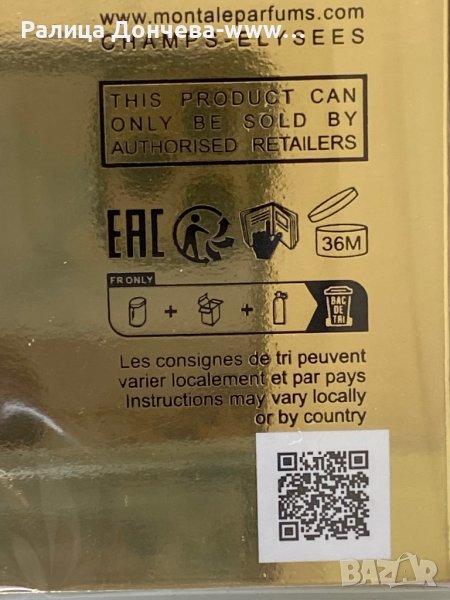 www.montaleparfums.com
Ралица Дончева-www...
CHAMPS-ELYSEES
THIS PRODUCT CAN
ONLY BE SOLD BY
AUTHORISED RETAILERS
EAC
36M
FR ONLY
+ +
BAC
DE
TRI
Les consignes de tri peuvent
varier localement et par pays
Instructions may vary locally
or by country
bazar